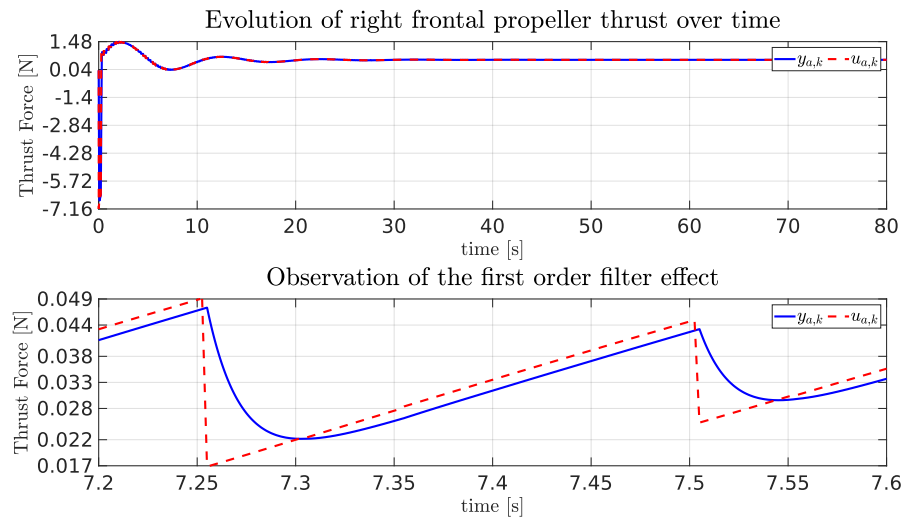 Evolution of right frontal propeller thrust over time
Thrust Force [N]
1.48
0.04
-1.4
-2.84
-4.28
-5.72
-7.16
y_{a,k} u_{a,k}
0 10 20 30 40 50 60 70 80
time [s]
Observation of the first order filter effect
Thrust Force [N]
0.049
0.044
0.038
0.033
0.028
0.022
0.017
y_{a,k} u_{a,k}
7.2 7.25 7.3 7.35 7.4 7.45 7.5 7.55 7.6
time [s]